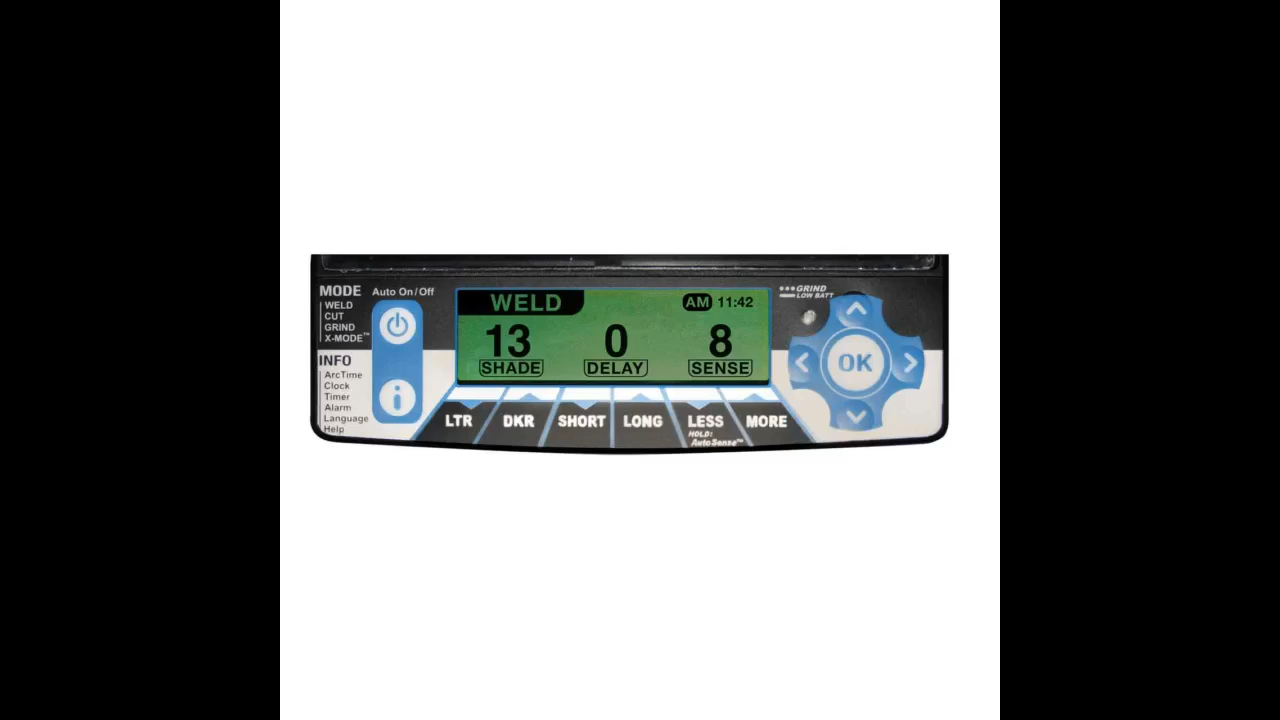 MODE Auto On/Off
WELD
CUT
GRIND
X-MODE™
INFO
ArcTime
Clock
Timer
Alarm
Language
Help
WELD AM 11:42
13 0 8
SHADE DELAY SENSE
LTR DKR SHORT LONG LESS MORE
HOLD:
AutoSense™
GRIND
LOW BATT
OK